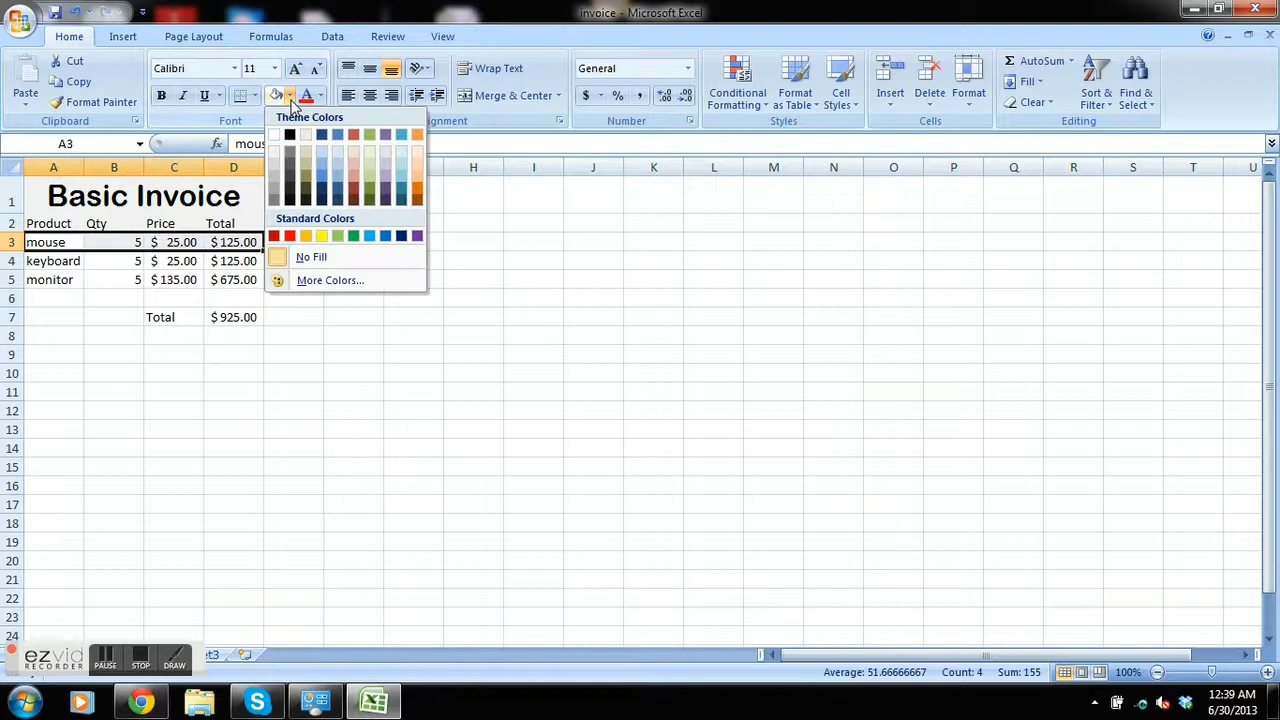 invoice - Microsoft Excel
Home Insert Page Layout Formulas Data Review View
Paste
Cut
Copy
Format Painter
Clipboard
Calibri 11
B I U
Font
Wrap Text
Merge & Center
Alignment
General
$ % ,
Number
Conditional Formatting
Format as Table
Cell Styles
Styles
Insert Delete Format
Cells
AutoSum
Fill
Clear
Sort & Filter
Find & Select
Editing
A3 fx mous
Theme Colors
Standard Colors
No Fill
More Colors...
A B C D H I J K L M N O P Q R S T U
1 Basic Invoice
2 Product Qty Price Total
3 mouse 5 $ 25.00 $ 125.00
4 keyboard 5 $ 25.00 $ 125.00
5 monitor 5 $ 135.00 $ 675.00
6
7 Total $ 925.00
8
9
10
11
12
13
14
15
16
17
18
19
20
21
22
23
24
ezvid RECORDER PAUSE STOP DRAW
et3
Average: 51.66666667 Count: 4 Sum: 155 100%
12:39 AM
6/30/2013